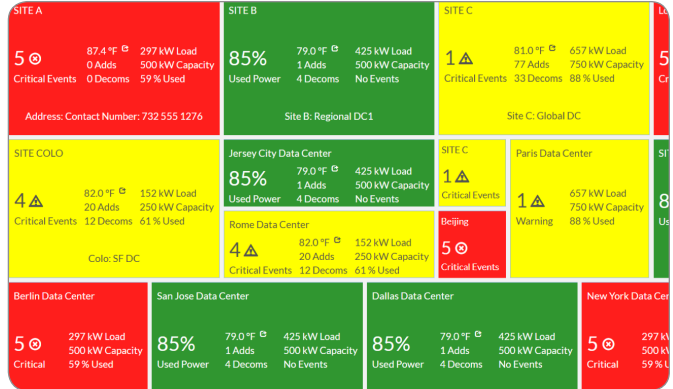 SITE A
5
Critical Events
87.4 °F 297 kW Load
0 Adds 500 kW Capacity
0 Decoms 59 % Used
Address: Contact Number: 732 555 1276
SITE B
85%
Used Power
79.0 °F 425 kW Load
1 Adds 500 kW Capacity
4 Decoms No Events
Site B: Regional DC1
SITE C
1
Critical Events
81.0 °F 657 kW Load
77 Adds 750 kW Capacity
33 Decoms 88 % Used
Site C: Global DC
5
SITE COLO
4
Critical Events
82.0 °F 152 kW Load
20 Adds 250 kW Capacity
12 Decoms 61 % Used
Colo: SF DC
Jersey City Data Center
85%
Used Power
79.0 °F 425 kW Load
1 Adds 500 kW Capacity
4 Decoms No Events
Rome Data Center
4
Critical Events
82.0 °F 152 kW Load
20 Adds 250 kW Capacity
12 Decoms 61 % Used
SITE C
1
Critical Events
Beijing
5
Critical Events
Paris Data Center
1
Warning
657 kW Load
750 kW Capacity
88 % Used
8
Berlin Data Center
5
Critical
297 kW Load
500 kW Capacity
59 % Used
San Jose Data Center
85%
Used Power
79.0 °F 425 kW Load
1 Adds 500 kW Capacity
4 Decoms No Events
Dallas Data Center
85%
Used Power
79.0 °F 425 kW Load
1 Adds 500 kW Capacity
4 Decoms No Events
New York Data Cen
5
Critical
297 k
500 k
59 % U